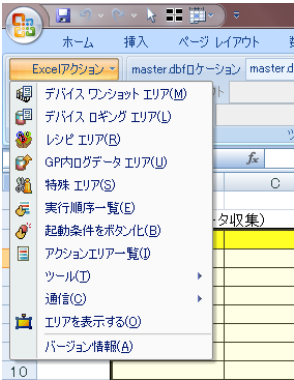 ホーム 挿入 ページ レイアウト
Excelアクション master.dbfロケーション master.d
デバイス ワンショット エリア(M)
デバイス ロギング エリア(L)
レシピ エリア(R)
GP内ログデータ エリア(U)
特殊 エリア(S)
fx
C
実行順序一覧(E)
タ収集)
起動条件をボタン化(B)
アクションエリア一覧(I)
ツール(T)
通信(C)
エリアを表示する(O)
バージョン情報(A)
10